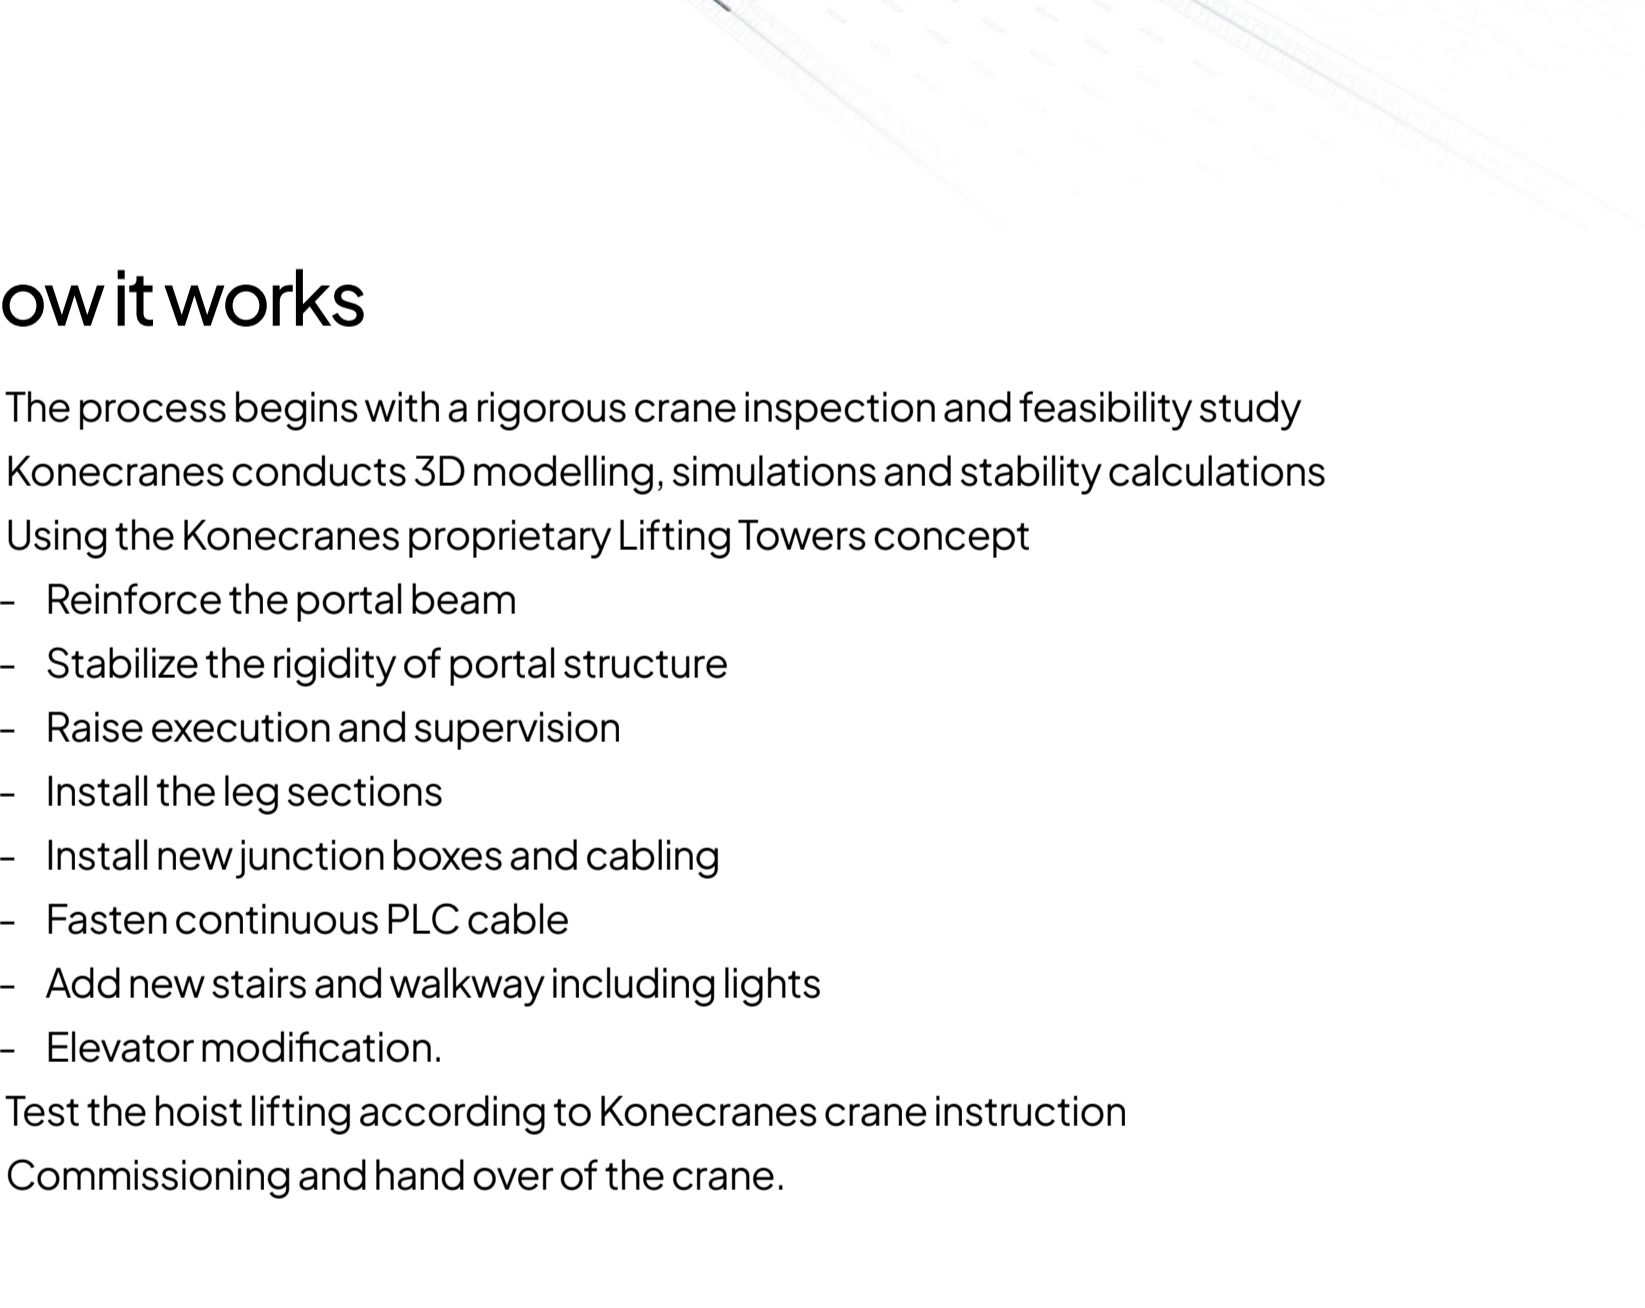 ow it works
The process begins with a rigorous crane inspection and feasibility study
Konecranes conducts 3D modelling, simulations and stability calculations
Using the Konecranes proprietary Lifting Towers concept
- Reinforce the portal beam
- Stabilize the rigidity of portal structure
- Raise execution and supervision
- Install the leg sections
- Install new junction boxes and cabling
- Fasten continuous PLC cable
- Add new stairs and walkway including lights
- Elevator modification.
Test the hoist lifting according to Konecranes crane instruction
Commissioning and hand over of the crane.